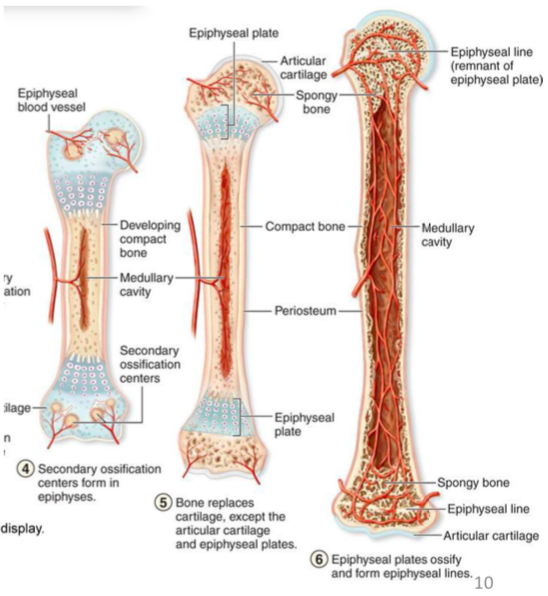 Epiphyseal plate
Articular
cartilage
Epiphyseal line
(remnant of
epiphyseal plate)
Epiphyseal
blood vessel
Spongy
bone
Developing
compact
bone
Compact bone
Medullary
cavity
ry
ation
Medullary
cavity
Periosteum
Secondary
ossification
centers
ilage
Epiphyseal
plate
n
4 Secondary ossification
centers form in
epiphyses.
Spongy bone
5 Bone replaces
cartilage, except the
articular cartilage
and epiphyseal plates.
Epiphyseal line
display.
Articular cartilage
6 Epiphyseal plates ossify
and form epiphyseal lines.
10